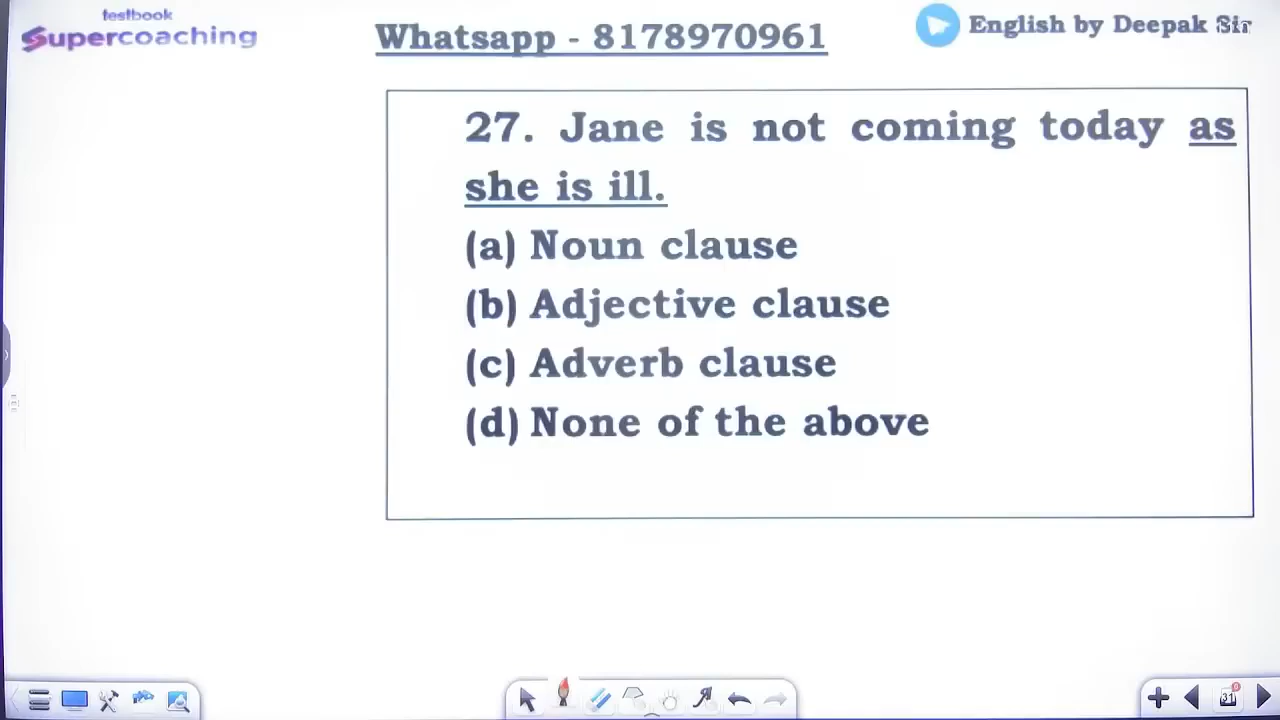 testbook
Supercoaching
Whatsapp - 8178970961
English by Deepak Sir
27. Jane is not coming today as
she is ill.
(a) Noun clause
(b) Adjective clause
(c) Adverb clause
(d) None of the above
31